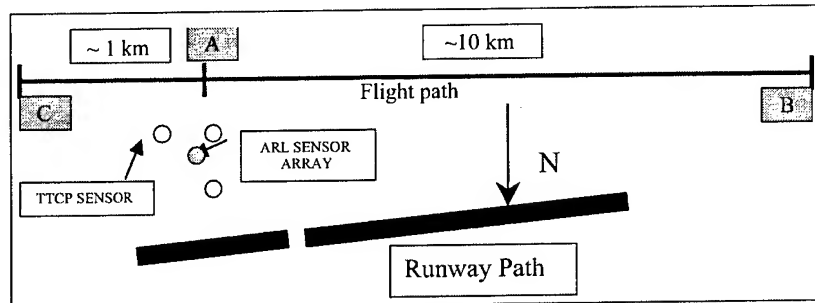 ~ 1 km
A
~10 km
Flight path
C
B
ARL SENSOR
ARRAY
TTCP SENSOR
N
Runway Path